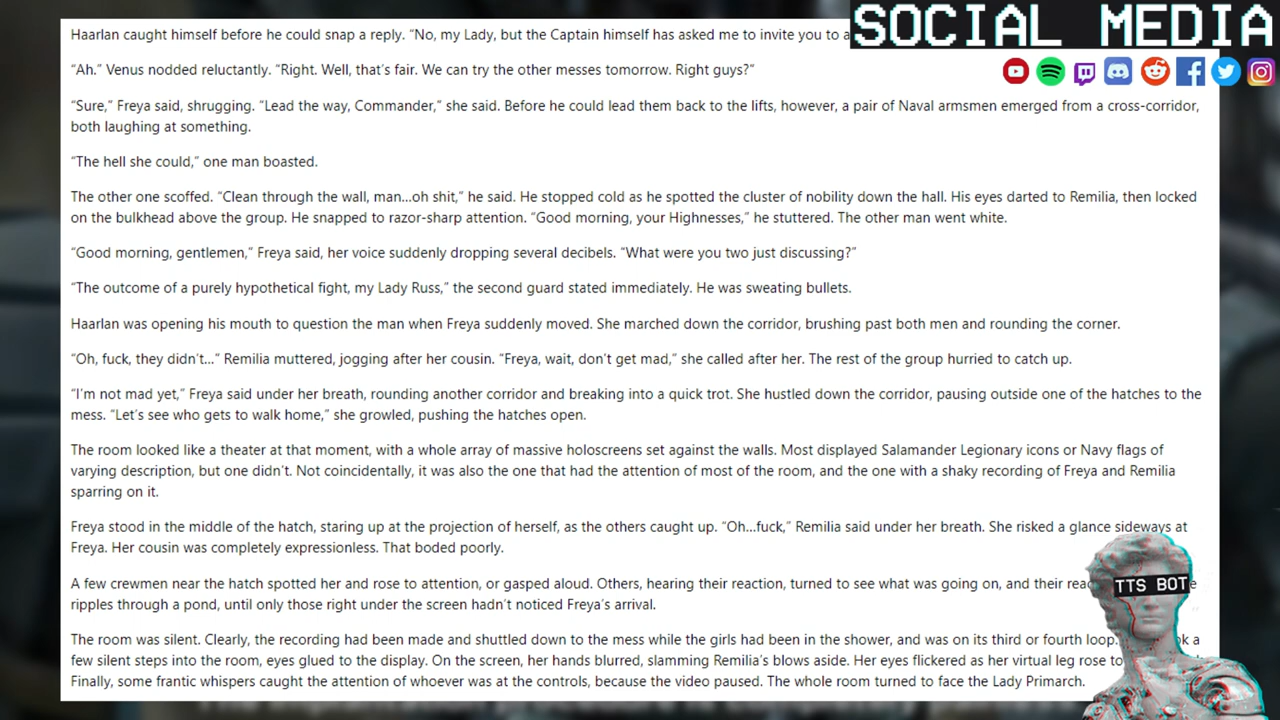 SOCIAL MEDIA
Haarlan caught himself before he could snap a reply. “No, my Lady, but the Captain himself has asked me to invite you to a
“Ah.” Venus nodded reluctantly. “Right. Well, that’s fair. We can try the other messes tomorrow. Right guys?”
“Sure,” Freya said, shrugging. “Lead the way, Commander,” she said. Before he could lead them back to the lifts, however, a pair of Naval armsmen emerged from a cross-corridor,
both laughing at something.
“The hell she could,” one man boasted.
The other one scoffed. “Clean through the wall, man…oh shit,” he said. He stopped cold as he spotted the cluster of nobility down the hall. His eyes darted to Remilia, then locked
on the bulkhead above the group. He snapped to razor-sharp attention. “Good morning, your Highnesses,” he stuttered. The other man went white.
“Good morning, gentlemen,” Freya said, her voice suddenly dropping several decibels. “What were you two just discussing?”
“The outcome of a purely hypothetical fight, my Lady Russ,” the second guard stated immediately. He was sweating bullets.
Haarlan was opening his mouth to question the man when Freya suddenly moved. She marched down the corridor, brushing past both men and rounding the corner.
“Oh, fuck, they didn’t…” Remilia muttered, jogging after her cousin. “Freya, wait, don’t get mad,” she called after her. The rest of the group hurried to catch up.
“I’m not mad yet,” Freya said under her breath, rounding another corridor and breaking into a quick trot. She hustled down the corridor, pausing outside one of the hatches to the
mess. “Let’s see who gets to walk home,” she growled, pushing the hatches open.
The room looked like a theater at that moment, with a whole array of massive holoscreens set against the walls. Most displayed Salamander Legionary icons or Navy flags of
varying description, but one didn’t. Not coincidentally, it was also the one that had the attention of most of the room, and the one with a shaky recording of Freya and Remilia
sparring on it.
Freya stood in the middle of the hatch, staring up at the projection of herself, as the others caught up. “Oh…fuck,” Remilia said under her breath. She risked a glance sideways at
Freya. Her cousin was completely expressionless. That boded poorly.
A few crewmen near the hatch spotted her and rose to attention, or gasped aloud. Others, hearing their reaction, turned to see what was going on, and their
ripples through a pond, until only those right under the screen hadn’t noticed Freya’s arrival.
The room was silent. Clearly, the recording had been made and shuttled down to the mess while the girls had been in the shower, and was on its third or fourth loop. a
few silent steps into the room, eyes glued to the display. On the screen, her hands blurred, slamming Remilia’s blows aside. Her eyes flickered as her virtual leg rose to
Finally, some frantic whispers caught the attention of whoever was at the controls, because the video paused. The whole room turned to face the Lady Primarch.
TTS BOT